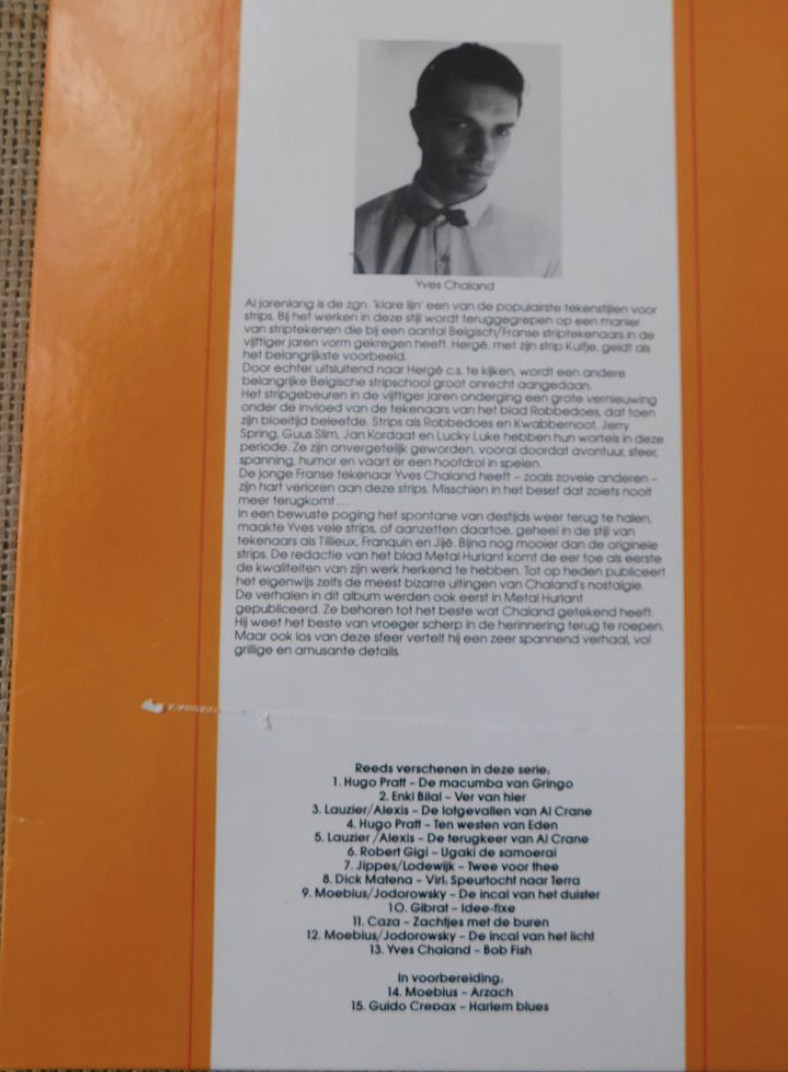 Yves Chaland
Al jarenlang is de zgn. 'klare lijn' een van de populairste tekenstijlen voor
strips. Bij het werken in deze stijl wordt teruggegrepen op een manier
van striptekenen die bij een aantal Belgisch/Franse striptekenaars in de
vijftiger jaren vorm gekregen heeft. Hergé, met zijn strip Kuifje, geldt als
het belangrijkste voorbeeld.
Door echter uitsluitend naar Hergé c.s. te kijken, wordt een andere
belangrijke Belgische stripschool groot onrecht aangedaan.
Het stripgebeuren in de vijftiger jaren onderging een grote vernieuwing
onder de invloed van de tekenaars van het blad Robbedoes, dat toen
zijn bloeitijd beleefde. Strips als Robbedoes en Kwabbernoot, Jerry
Spring, Guus Slim, Jan Kordaat en Lucky Luke hebben hun wortels in deze
periode. Ze zijn onvergetelijk geworden, vooral doordat avontuur, sfeer,
spanning, humor en vaart er een hoofdrol in spelen.
De jonge Franse tekenaar Yves Chaland heeft – zoals zovele anderen –
zijn hart verloren aan deze strips. Misschien in het besef dat zoiets nooit
meer terugkomt ...
In een bewuste poging het spontane van destijds weer terug te halen,
maakte Yves vele strips, of aanzetten daartoe, geheel in de stijl van
tekenaars als Tillieux, Franquin en Jijé. Bijna nog mooier dan de originele
strips. De redactie van het blad Metal Hurlant komt de eer toe als eerste
de kwaliteiten van zijn werk herkend te hebben. Tot op heden publiceert
het eigenwijs zelfs de meest bizarre uitingen van Chaland's nostalgie.
De verhalen in dit album werden ook eerst in Metal Hurlant
gepubliceerd. Ze behoren tot het beste wat Chaland getekend heeft.
Hij weet het beste van vroeger scherp in de herinnering terug te roepen.
Maar ook los van deze sfeer vertelt hij een zeer spannend verhaal, vol
grillige en amusante details.
Reeds verschenen in deze serie:
1. Hugo Pratt – De macumba van Gringo
2. Enki Bilal – Ver van hier
3. Lauzier/Alexis – De lotgevallen van Al Crane
4. Hugo Pratt – Ten westen van Eden
5. Lauzier /Alexis – De terugkeer van Al Crane
6. Robert Gigi – Ugaki de samoerai
7. Jippes/Lodewijk – Twee voor thee
8. Dick Matena – Virl, Speurtocht naar Terra
9. Moebius/Jodorowsky – De incal van het duister
10. Gibrat – Idee-fixe
11. Caza – Zachtjes met de buren
12. Moebius/Jodorowsky – De incal van het licht
13. Yves Chaland – Bob Fish
In voorbereiding:
14. Moebius – Arzach
15. Guido Crepax – Harlem blues